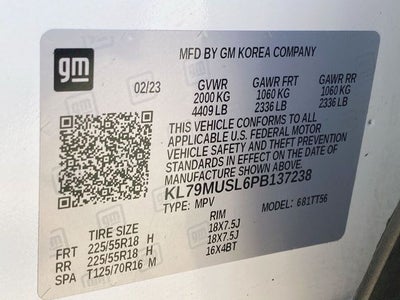 gm
MFD BY GM KOREA COMPANY
02/23 GVWR GAWR FRT GAWR RR
2000 KG 1060 KG 1060 KG
4409 LB 2336 LB 2336 LB
THIS VEHICLE CONFORMS TO ALL
APPLICABLE U.S. FEDERAL MOTOR
VEHICLE SAFETY AND BUMPER
STANDARDS IN EFFECT ON THE DATE OF
MANUFACTURE SHOWN ABOVE.
KL79MUSL6PB137238
TYPE: MPV MODEL: 681TT56
TIRE SIZE RIM
FRT 225/55R18 H 18X7.5J
RR 225/55R18 H 18X7.5J
SPA T125/70R16 M 16X4BT